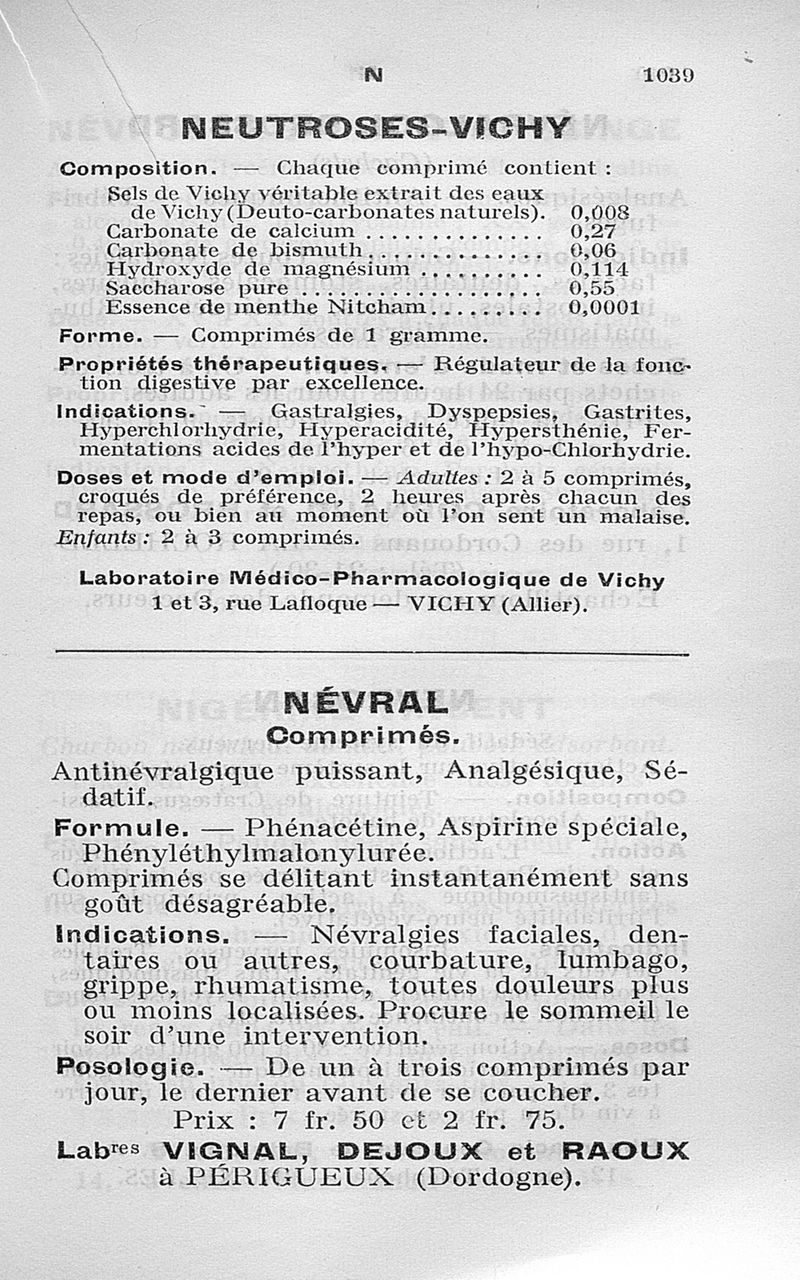 N 1039
NEUTROSES-VICHY
Composition. — Chaque comprimé contient :
Sels de Vichy véritable extrait des eaux
de Vichy (Deuto-carbonates naturels). 0,008
Carbonate de calcium .............. 0,27
Carbonate de bismuth .............. 0,06
Hydroxyde de magnésium .......... 0,114
Saccharose pure ................... 0,55
Essence de menthe Nitcham......... 0,0001
Forme. — Comprimés de 1 gramme.
Propriétés thérapeutiques. — Régulateur de la fonc-
tion digestive par excellence.
Indications. — Gastralgies, Dyspepsies, Gastrites,
Hyperchlorhydrie, Hyperacidité, Hypersthénie, Fer-
mentations acides de l'hyper et de l'hypo-Chlorhydrie.
Doses et mode d'emploi. — Adultes : 2 à 5 comprimés,
croqués de préférence, 2 heures après chacun des
repas, ou bien au moment où l'on sent un malaise.
Enfants : 2 à 3 comprimés.
Laboratoire Médico-Pharmacologique de Vichy
1 et 3, rue Lafloque — VICHY (Allier).
NÉVRAL
Comprimés.
Antinévralgique puissant, Analgésique, Sé-
datif.
Formule. — Phénacétine, Aspirine spéciale,
Phényléthylmalonylurée.
Comprimés se délitant instantanément sans
goût désagréable.
Indications. — Névralgies faciales, den-
taires ou autres, courbature, lumbago,
grippe, rhumatisme, toutes douleurs plus
ou moins localisées. Procure le sommeil le
soir d'une intervention.
Posologie. — De un à trois comprimés par
jour, le dernier avant de se coucher.
Prix : 7 fr. 50 et 2 fr. 75.
Labres VIGNAL, DEJOUX et RAOUX
à PÉRIGUEUX (Dordogne).